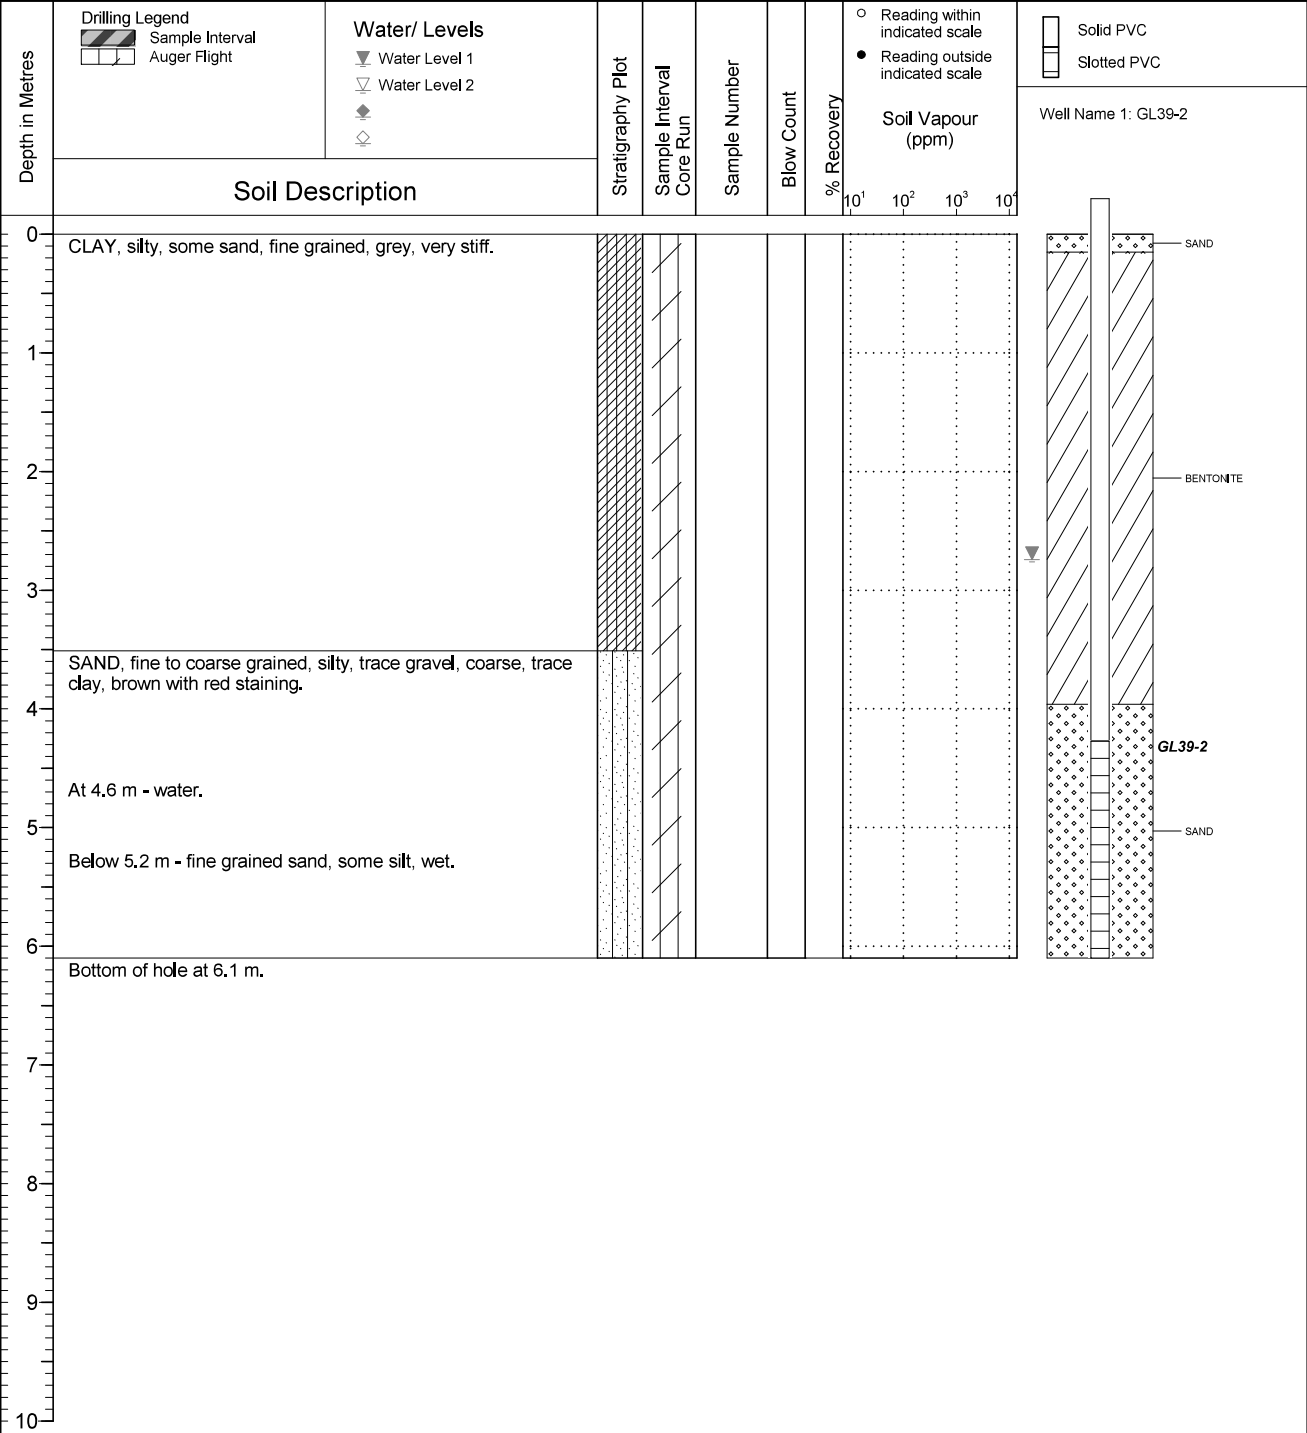 Drilling Legend
Sample Interval
Auger Flight
Water/ Levels
Water Level 1
Water Level 2
Depth in Metres
Soil Description
Stratigraphy Plot
Sample Interval
Core Run
Sample Number
Blow Count
% Recovery
Reading within
indicated scale
Reading outside
indicated scale
Soil Vapour
(ppm)
10¹ 10² 10³ 10⁴
Solid PVC
Slotted PVC
Well Name 1: GL39-2
0
CLAY, silty, some sand, fine grained, grey, very stiff.
SAND
1
2
BENTONITE
3
SAND, fine to coarse grained, silty, trace gravel, coarse, trace
clay, brown with red staining.
4
GL39-2
At 4.6 m - water.
5
SAND
Below 5.2 m - fine grained sand, some silt, wet.
6
Bottom of hole at 6.1 m.
7
8
9
10